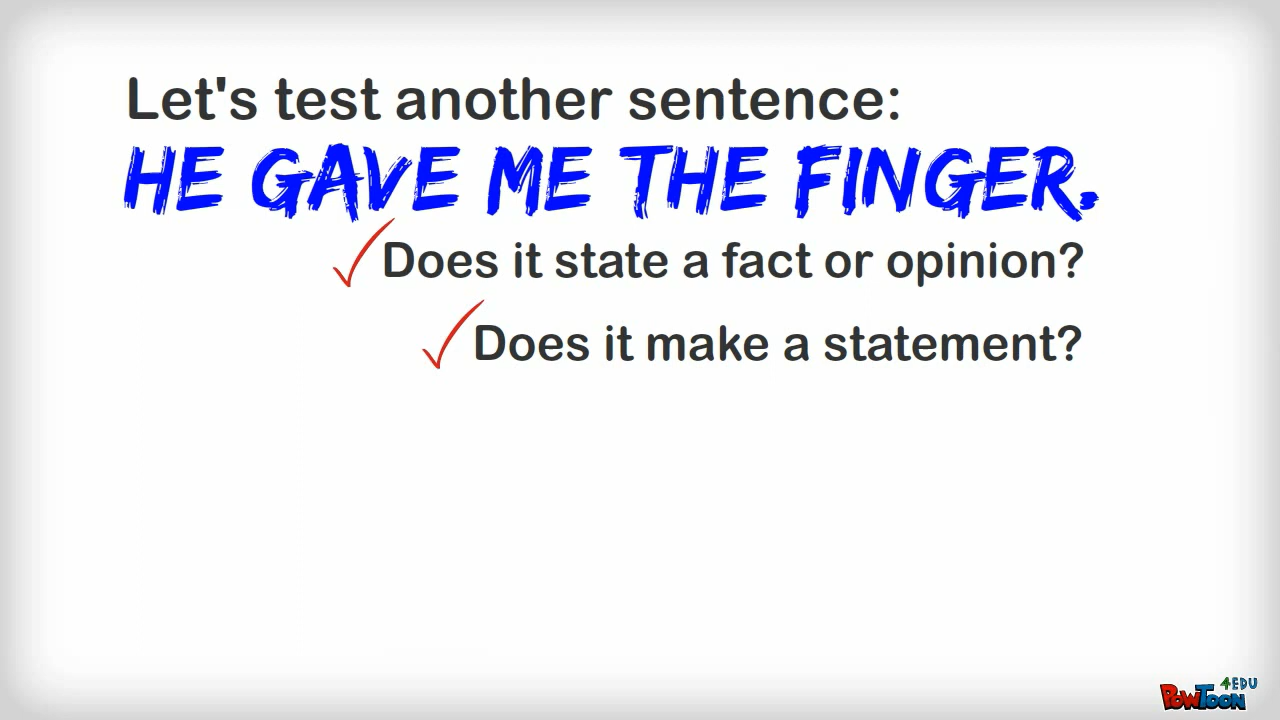 Let's test another sentence:
HE GAVE ME THE FINGER.
Does it state a fact or opinion?
Does it make a statement?
4EDU
POWTOON